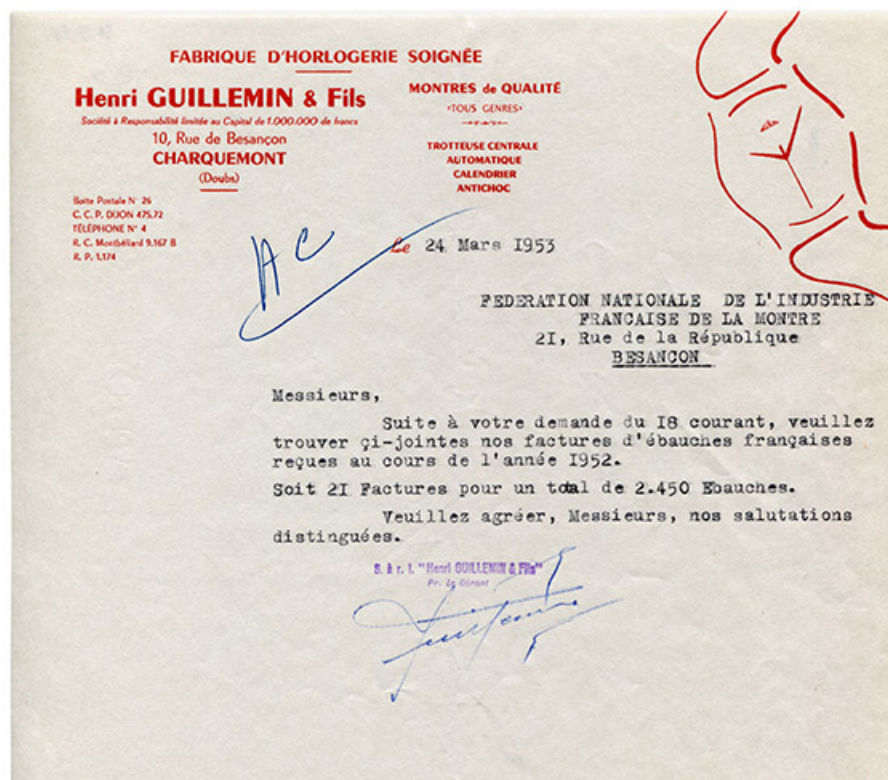 FABRIQUE D'HORLOGERIE SOIGNÉE
Henri GUILLEMIN & Fils
Société à Responsabilité limitée au Capital de 1.000.000 de francs
10, Rue de Besançon
CHARQUEMONT
(Doubs)
MONTRES de QUALITÉ
«TOUS GENRES»
TROTTEUSE CENTRALE
AUTOMATIQUE
CALENDRIER
ANTICHOC
Boite Postale N° 26
C. C. P. DIJON 475.72
TÉLÉPHONE N° 4
R. C. Montbéliard 9.167 B
R. P. 1.174
AC
Le 24 Mars I953
FEDERATION NATIONALE DE L'INDUSTRIE
FRANCAISE DE LA MONTRE
2I, Rue de la République
BESANCON
Messieurs,
Suite à votre demande du I8 courant, veuillez
trouver çi-jointes nos factures d'ébauches françaises
reçues au cours de l'année I952.
Soit 2I Factures pour un total de 2.450 Ebauches.
Veuillez agréer, Messieurs, nos salutations
distinguées.
S. à r. l. "Henri GUILLEMIN & Fils"
Pr. le Gérant